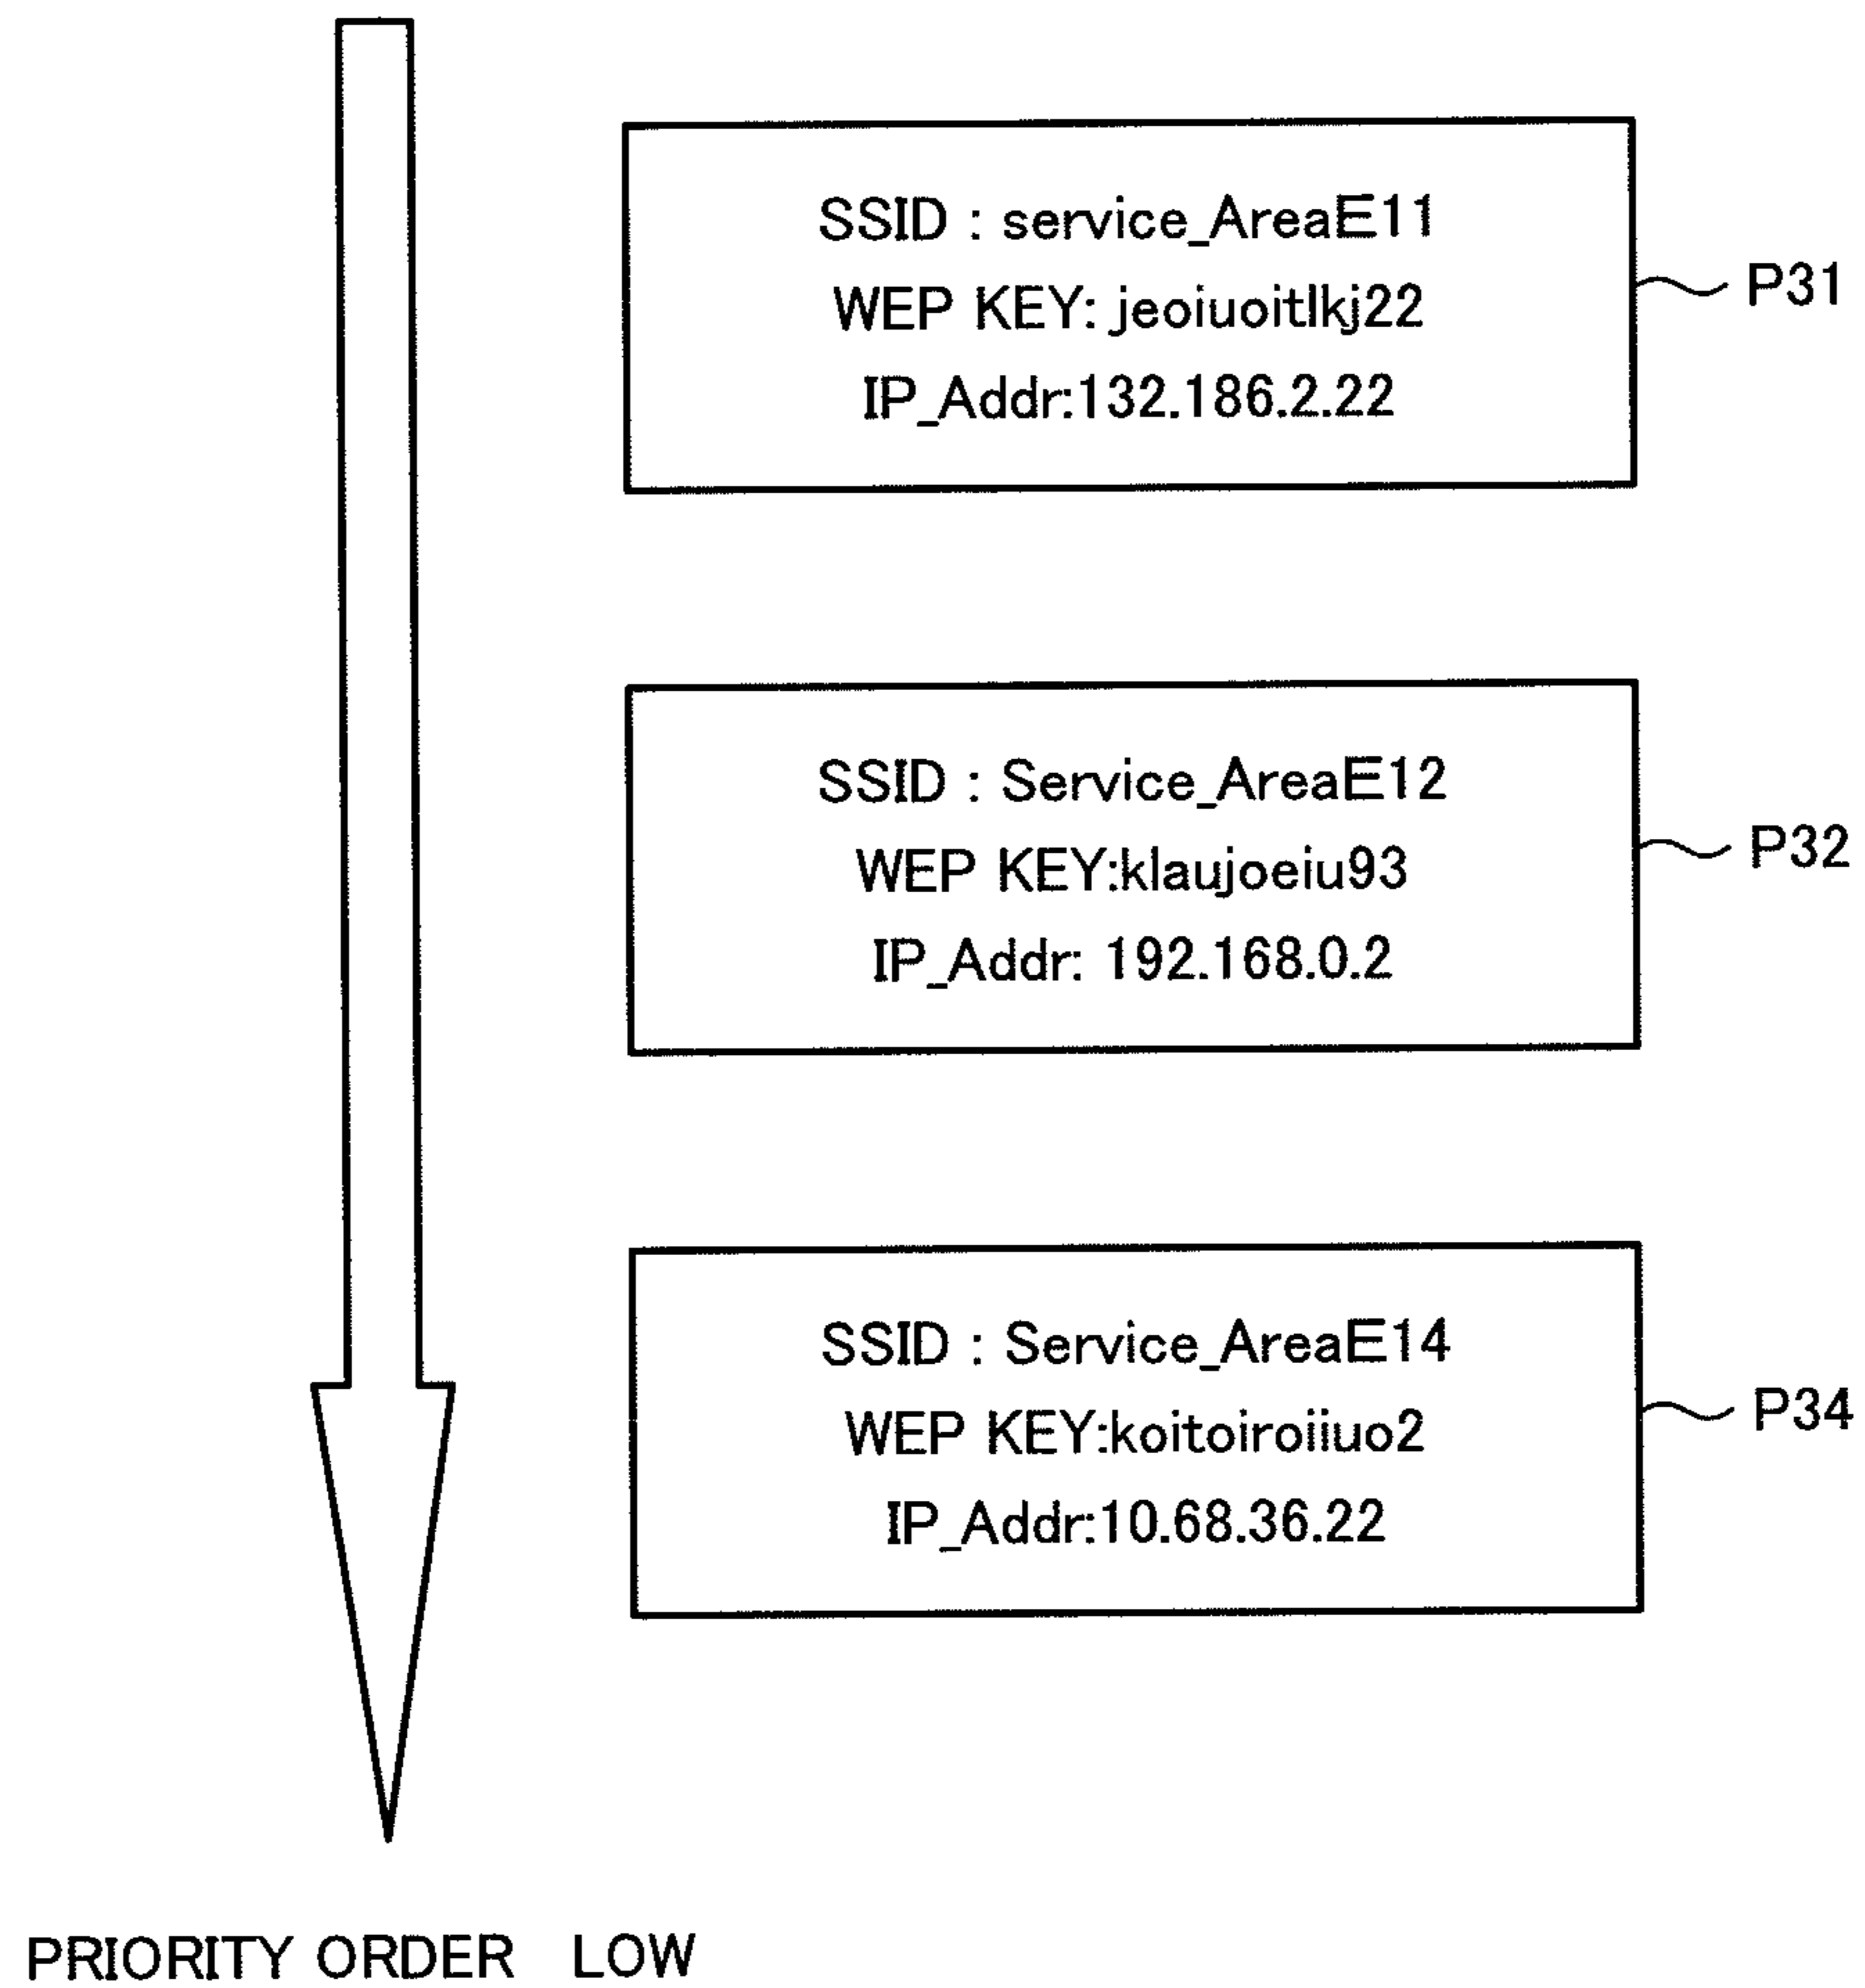 SSID : service_AreaE11
WEP KEY: jeoiuoitlkj22
IP_Addr:132.186.2.22
P31
SSID : Service_AreaE12
WEP KEY:klaujoeiu93
IP_Addr: 192.168.0.2
P32
SSID : Service_AreaE14
WEP KEY:koitoiroiiuo2
IP_Addr:10.68.36.22
P34
PRIORITY ORDER LOW